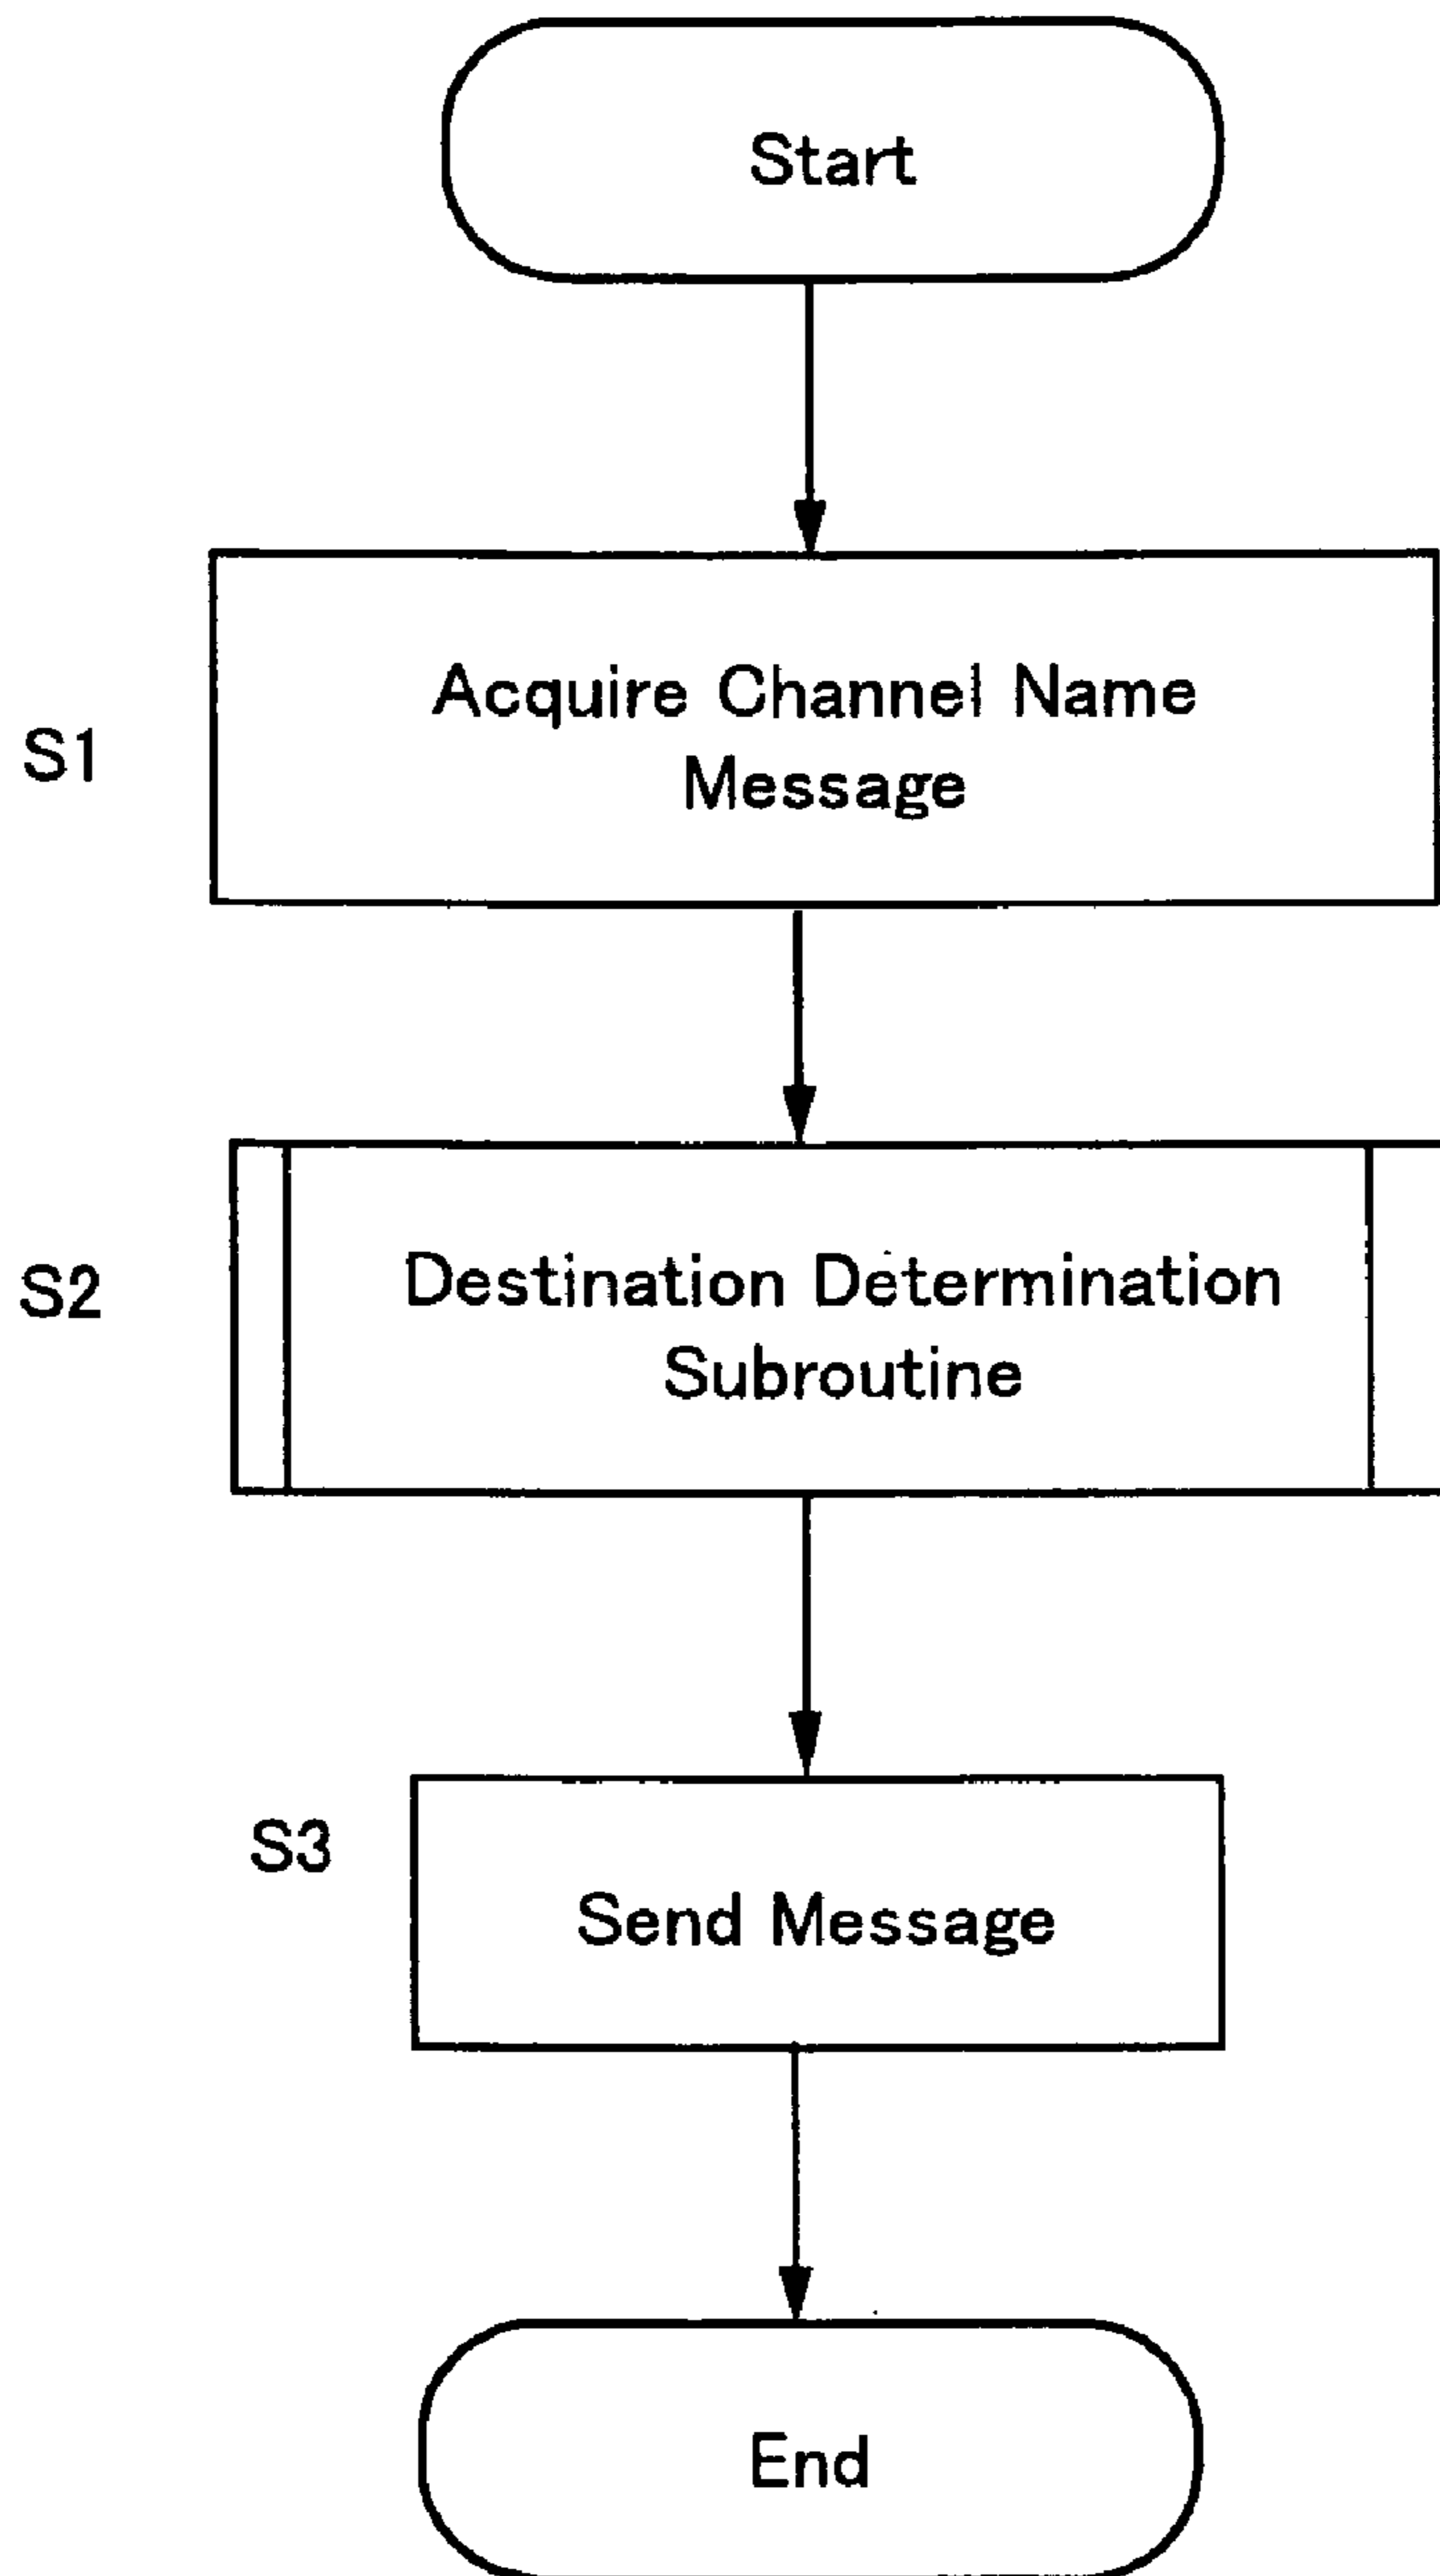 Start
S1
Acquire Channel Name
Message
S2
Destination Determination
Subroutine
S3
Send Message
End